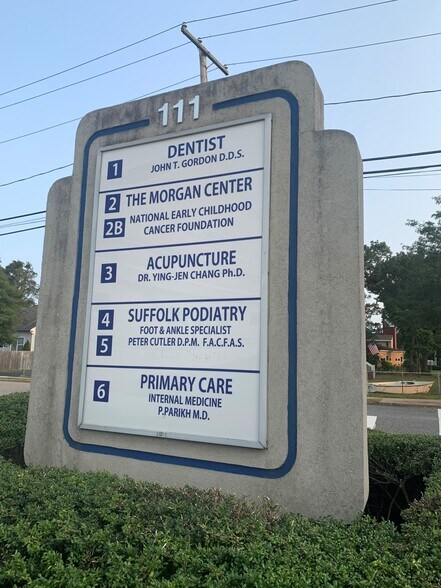 111
1 DENTIST
JOHN T. GORDON D.D.S.
2 THE MORGAN CENTER
2B NATIONAL EARLY CHILDHOOD
CANCER FOUNDATION
3 ACUPUNCTURE
DR. YING-JEN CHANG Ph.D.
4 SUFFOLK PODIATRY
FOOT & ANKLE SPECIALIST
5 PETER CUTLER D.P.M. F.A.C.F.A.S.
6 PRIMARY CARE
INTERNAL MEDICINE
P.PARIKH M.D.